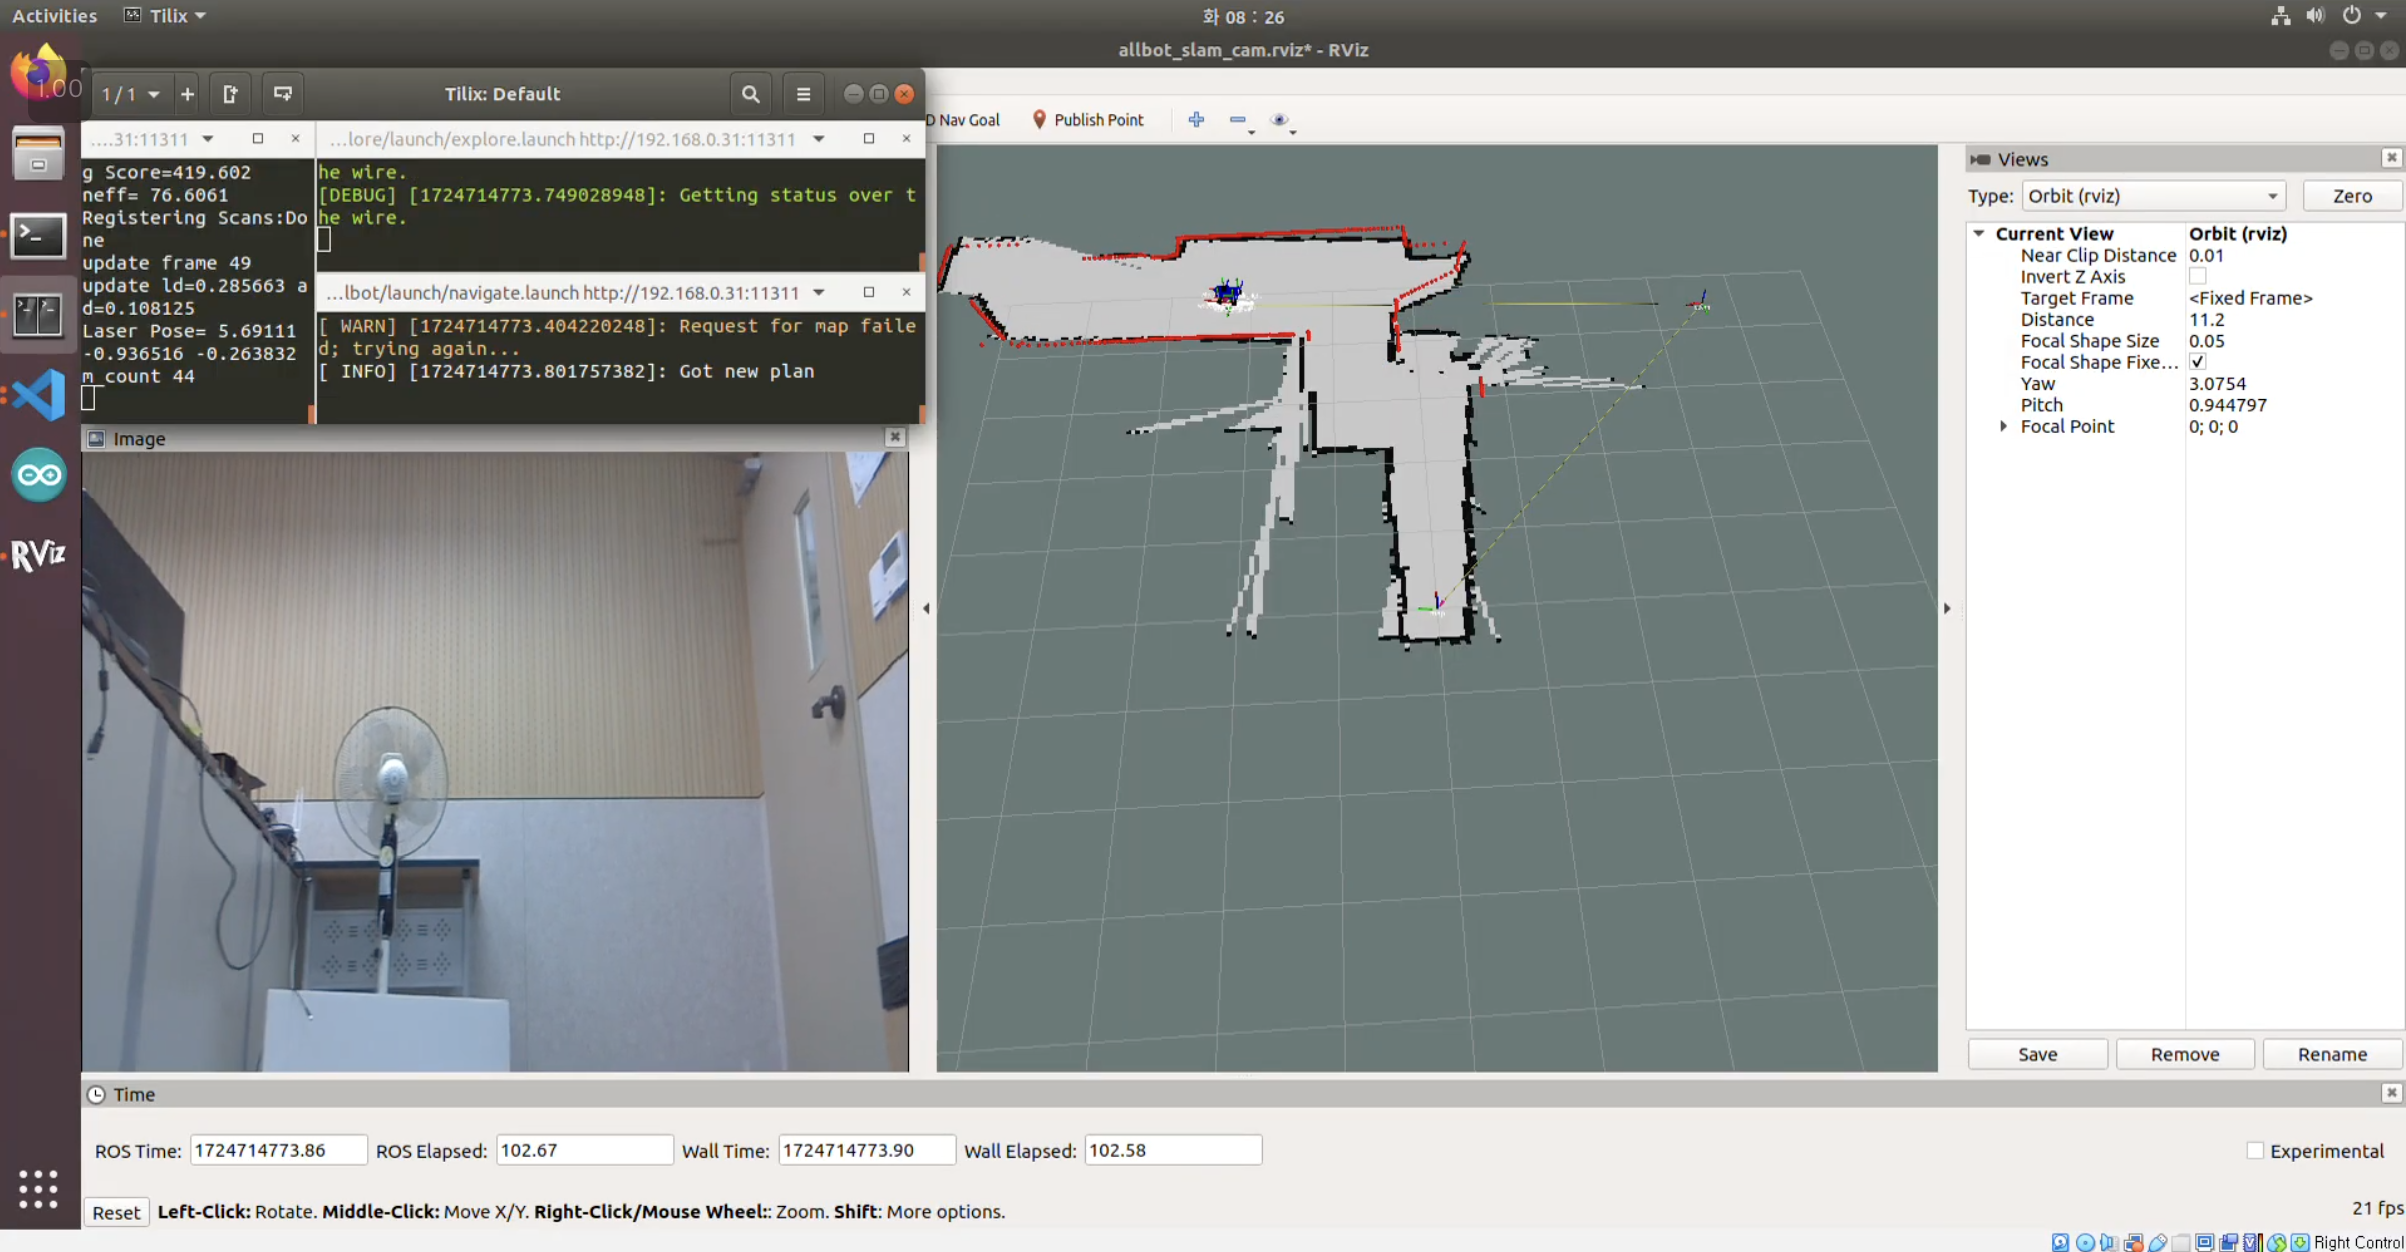 Activities
Tilix
화 08 : 26
allbot_slam_cam.rviz* - RViz
1.00
1 / 1
Tilix: Default
....31:11311
g Score=419.602
neff= 76.6061
Registering Scans:Do
ne
update frame 49
update ld=0.285663 a
d=0.108125
Laser Pose= 5.69111
-0.936516 -0.263832
m_count 44
...lore/launch/explore.launch http://192.168.0.31:11311
he wire.
[DEBUG] [1724714773.749028948]: Getting status over t
he wire.
...lbot/launch/navigate.launch http://192.168.0.31:11311
[ WARN] [1724714773.404220248]: Request for map faile
d; trying again...
[ INFO] [1724714773.801757382]: Got new plan
D Nav Goal
Publish Point
Image
RViz
Views
Type: Orbit (rviz)
Zero
Current View Orbit (rviz)
Near Clip Distance 0.01
Invert Z Axis
Target Frame <Fixed Frame>
Distance 11.2
Focal Shape Size 0.05
Focal Shape Fixe...
Yaw 3.0754
Pitch 0.944797
Focal Point 0; 0; 0
Save
Remove
Rename
Time
ROS Time: 1724714773.86 ROS Elapsed: 102.67 Wall Time: 1724714773.90 Wall Elapsed: 102.58
Experimental
Reset Left-Click: Rotate. Middle-Click: Move X/Y. Right-Click/Mouse Wheel:: Zoom. Shift: More options.
21 fps
Right Contro